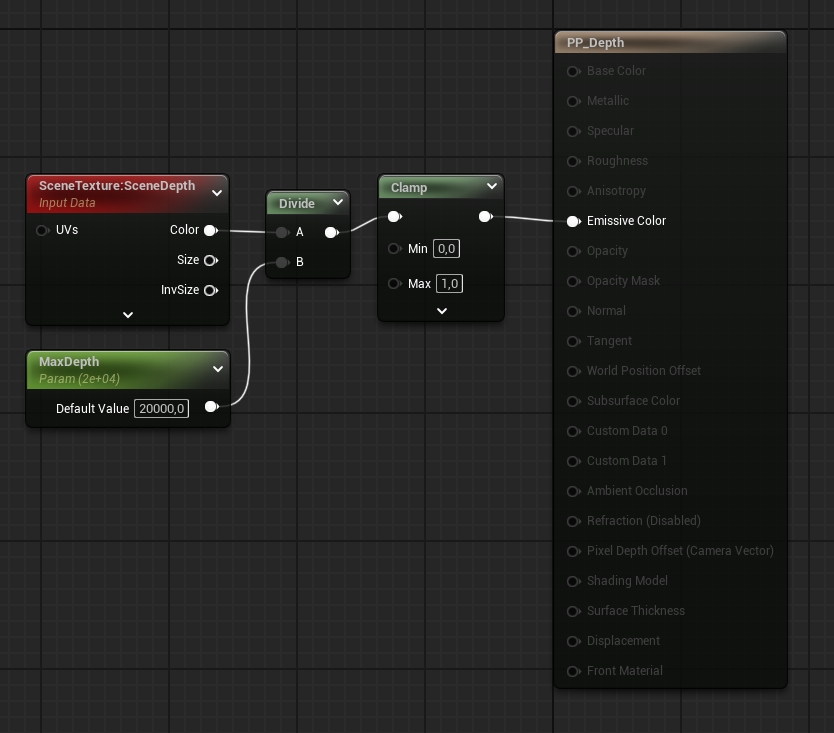 SceneTexture:SceneDepth
Input Data
UVs
Color
Size
InvSize
MaxDepth
Param (2e+04)
Default Value 20000,0
Divide
A
B
Clamp
Min 0,0
Max 1,0
PP_Depth
Base Color
Metallic
Specular
Roughness
Anisotropy
Emissive Color
Opacity
Opacity Mask
Normal
Tangent
World Position Offset
Subsurface Color
Custom Data 0
Custom Data 1
Ambient Occlusion
Refraction (Disabled)
Pixel Depth Offset (Camera Vector)
Shading Model
Surface Thickness
Displacement
Front Material